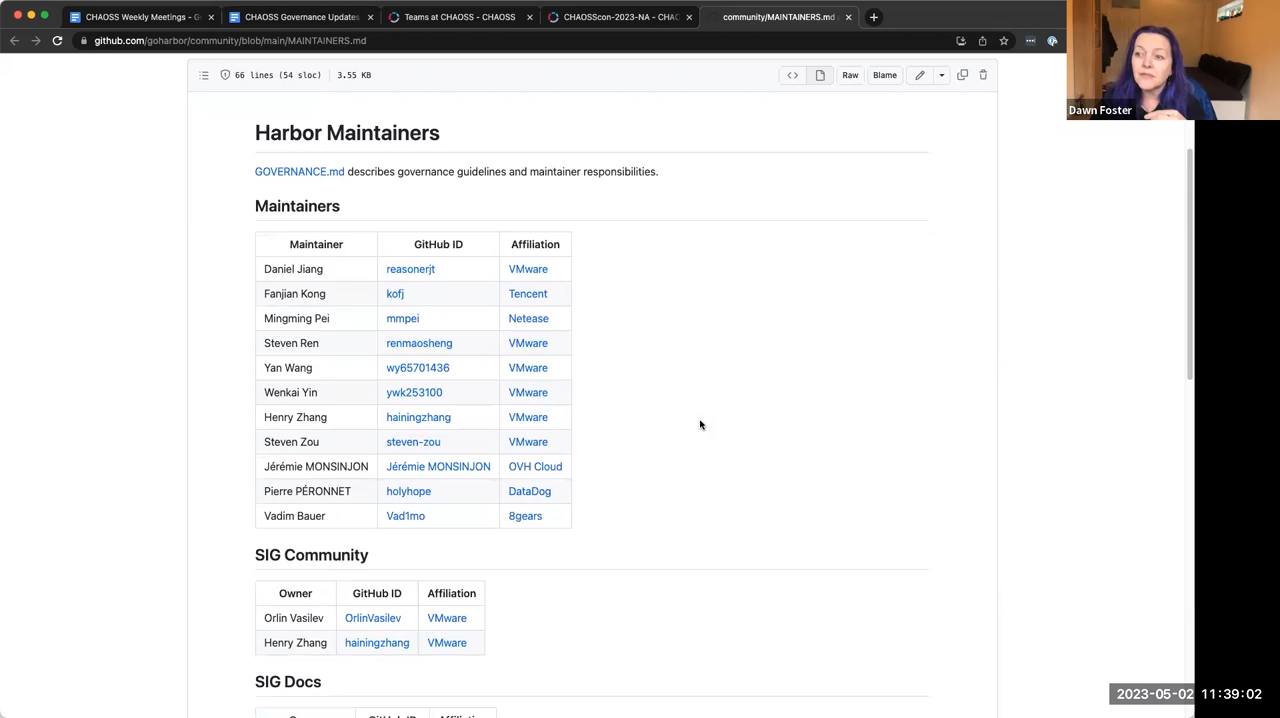 CHAOSS Weekly Meetings - G
CHAOSS Governance Updates
Teams at CHAOSS - CHAOSS
CHAOSScon-2023-NA - CHAO
community/MAINTAINERS.md
github.com/goharbor/community/blob/main/MAINTAINERS.md
66 lines (54 sloc) | 3.55 KB
Raw
Blame
Dawn Foster
Harbor Maintainers
GOVERNANCE.md describes governance guidelines and maintainer responsibilities.
Maintainers
Maintainer GitHub ID Affiliation
Daniel Jiang reasonerjt VMware
Fanjian Kong kofj Tencent
Mingming Pei mmpei Netease
Steven Ren renmaosheng VMware
Yan Wang wy65701436 VMware
Wenkai Yin ywk253100 VMware
Henry Zhang hainingzhang VMware
Steven Zou steven-zou VMware
Jérémie MONSINJON Jérémie MONSINJON OVH Cloud
Pierre PÉRONNET holyhope DataDog
Vadim Bauer Vad1mo 8gears
SIG Community
Owner GitHub ID Affiliation
Orlin Vasilev OrlinVasilev VMware
Henry Zhang hainingzhang VMware
SIG Docs
2023-05-02 11:39:02